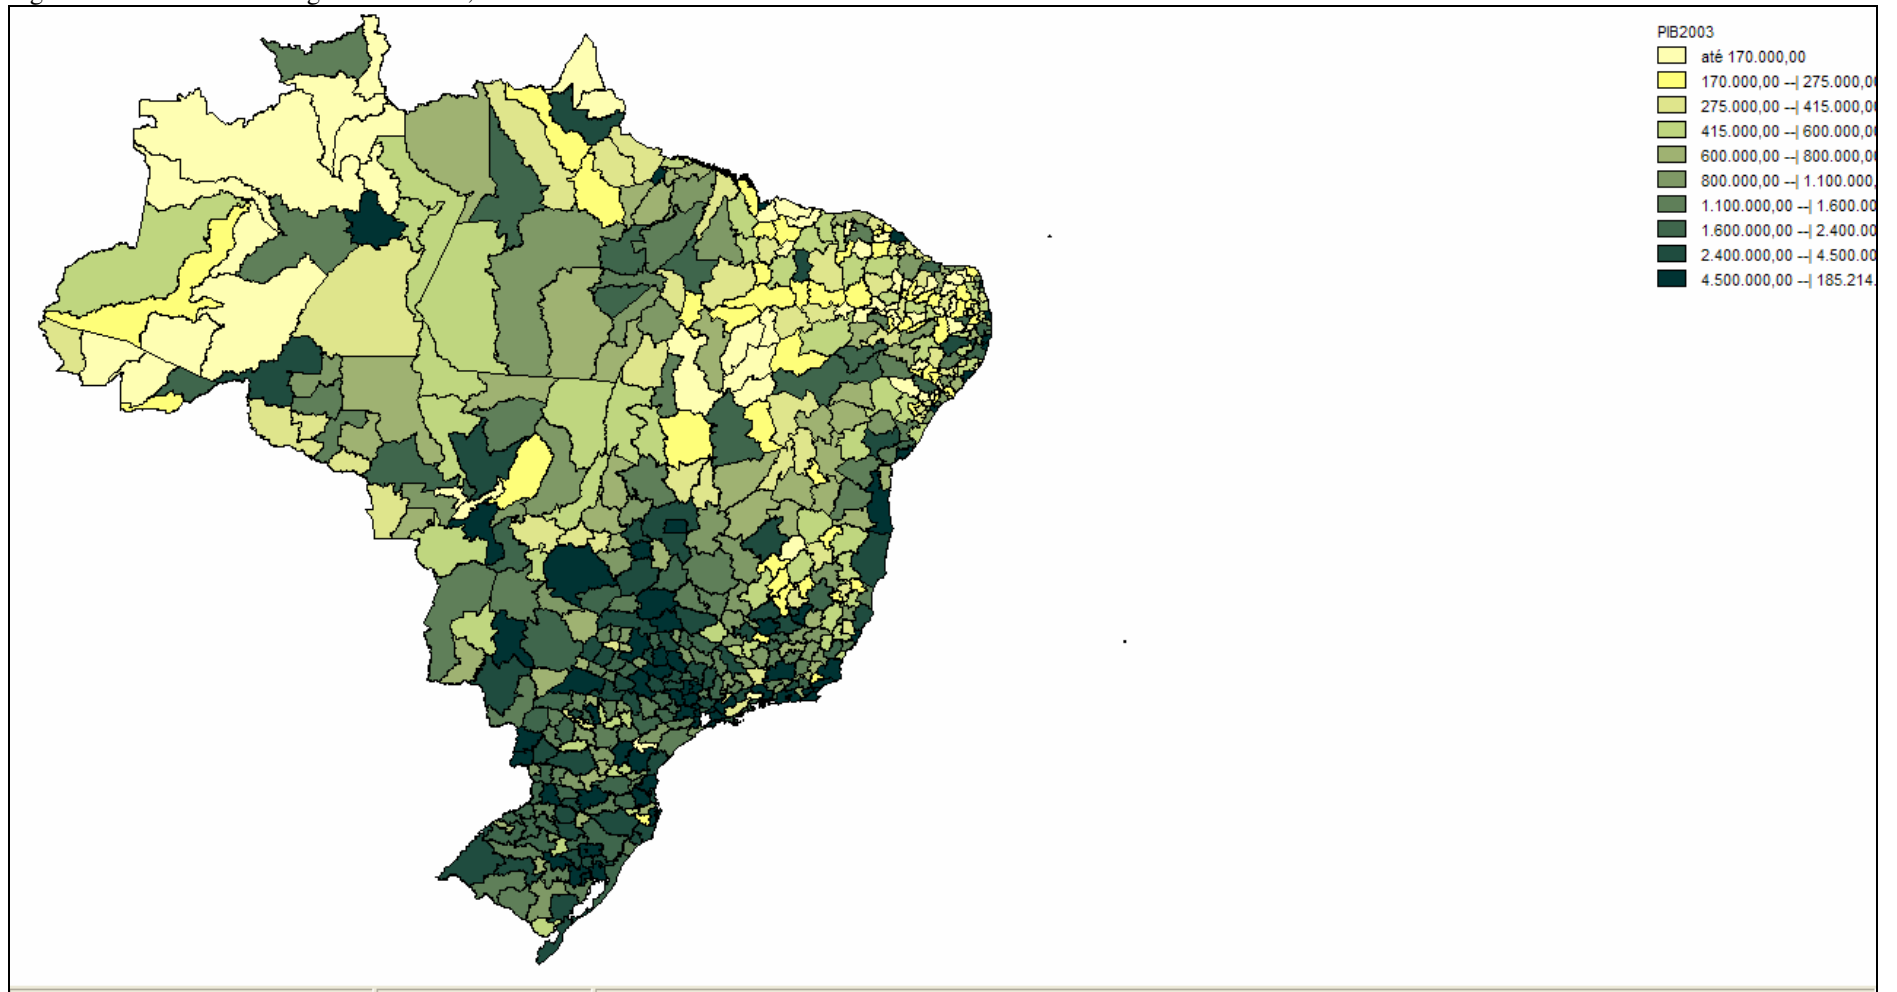 PIB2003
até 170.000,00
170.000,00 --| 275.000,0
275.000,00 --| 415.000,0
415.000,00 --| 600.000,0
600.000,00 --| 800.000,0
800.000,00 --| 1.100.000,
1.100.000,00 --| 1.600.00
1.600.000,00 --| 2.400.00
2.400.000,00 --| 4.500.00
4.500.000,00 --| 185.214.